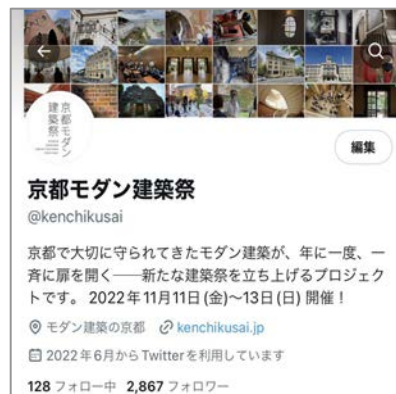 京都モダン
建築祭
編集
京都モダン建築祭
@kenchikusai
京都で大切に守られてきたモダン建築が、年に一度、一
斉に扉を開く──新たな建築祭を立ち上げるプロジェク
トです。 2022年11月11日(金)～13日(日) 開催！
モダン建築の京都 kenchikusai.jp
2022年6月からTwitterを利用しています
128 フォロー中 2,867 フォロワー